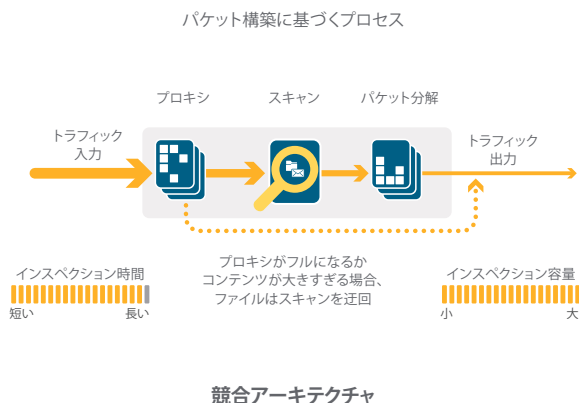 パケット構築に基づくプロセス
プロキシ
スキャン
パケット分解
トラフィック
入力
トラフィック
出力
プロキシがフルになるか
コンテンツが大きすぎる場合、
ファイルはスキャンを迂回
インスペクション時間
短い
長い
インスペクション容量
小
大
競合アーキテクチャ